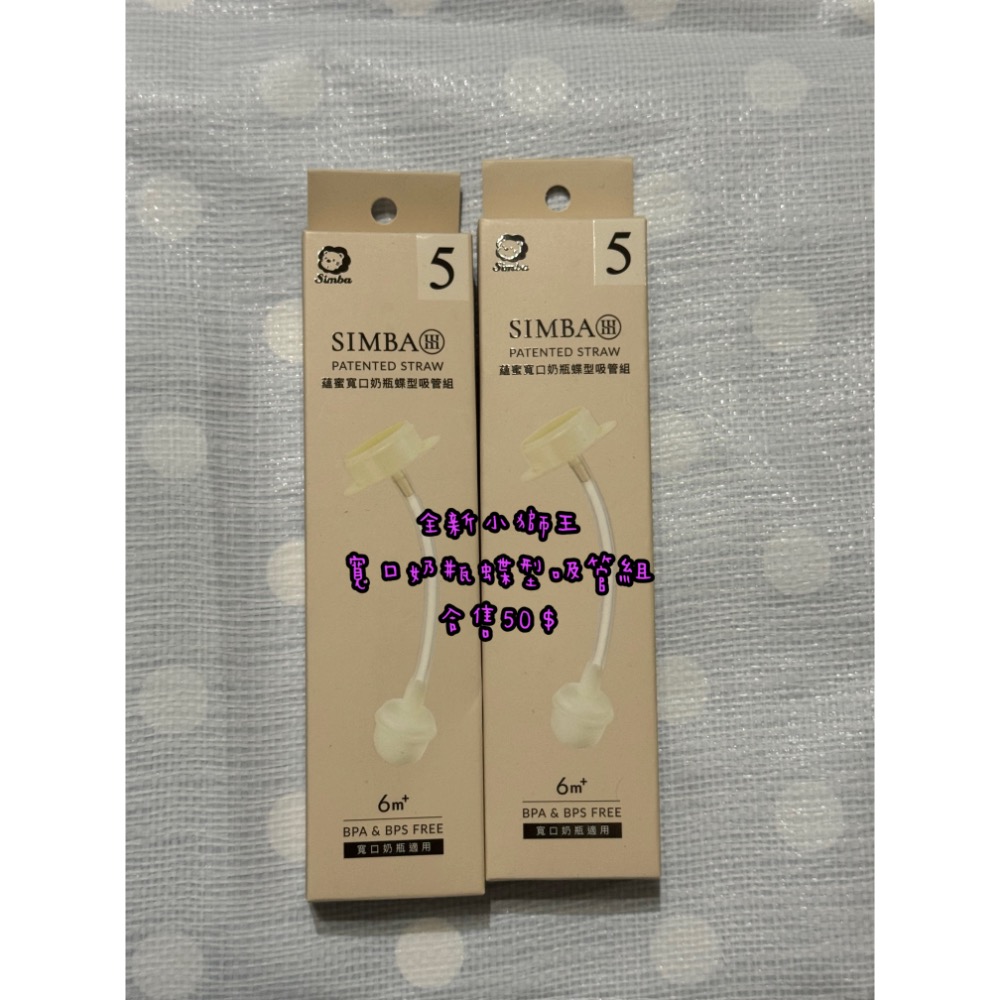 Simba
5
SIMBA
PATENTED STRAW
蘊蜜寬口奶瓶蝶型吸管組
6m+
BPA & BPS FREE
寬口奶瓶適用
Simba
5
SIMBA
PATENTED STRAW
蘊蜜寬口奶瓶蝶型吸管組
6m+
BPA & BPS FREE
寬口奶瓶適用
全新小獅王
寬口奶瓶蝶型吸管組
合售50$